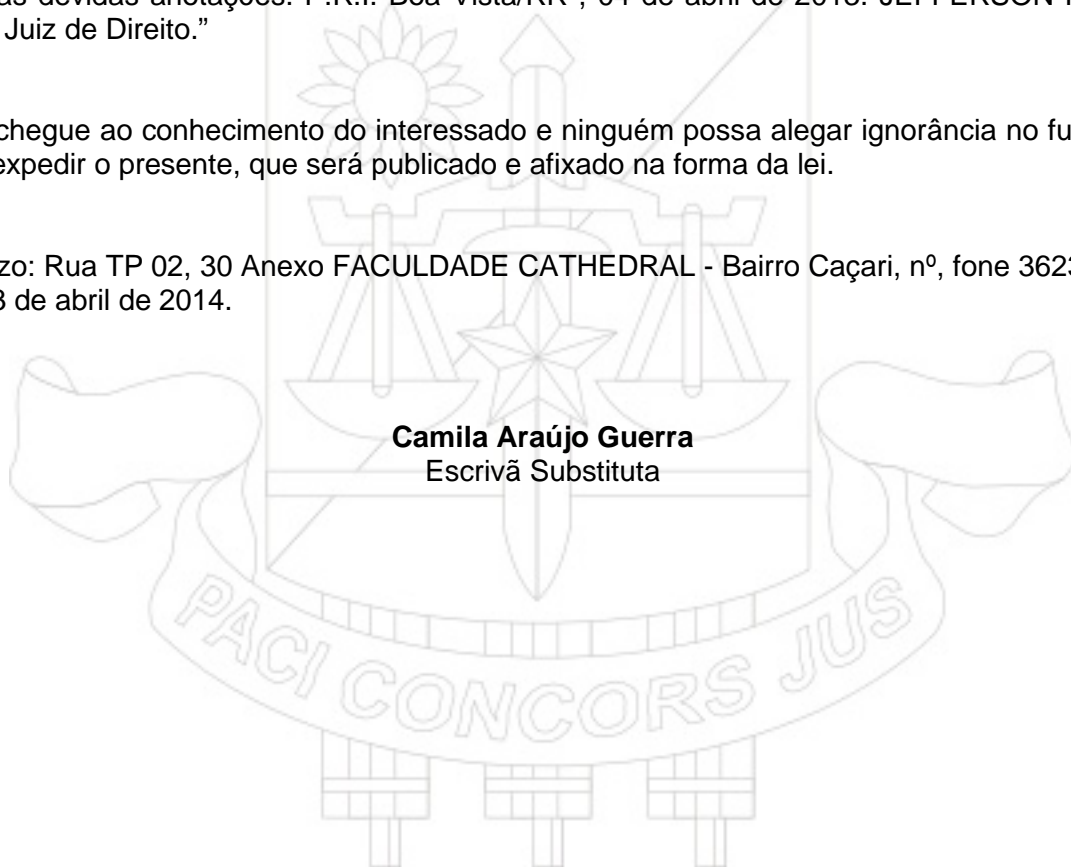 as devidas anotações. P.R.I. Boa Vista/RR , 04 de abril de 2013. JEFFERSON
Juiz de Direito.”
chegue ao conhecimento do interessado e ninguém possa alegar ignorância no fu
expedir o presente, que será publicado e afixado na forma da lei.
zo: Rua TP 02, 30 Anexo FACULDADE CATHEDRAL - Bairro Caçari, nº, fone 3623
3 de abril de 2014.
Camila Araújo Guerra
Escrivã Substituta
PACI CONCORS JUS